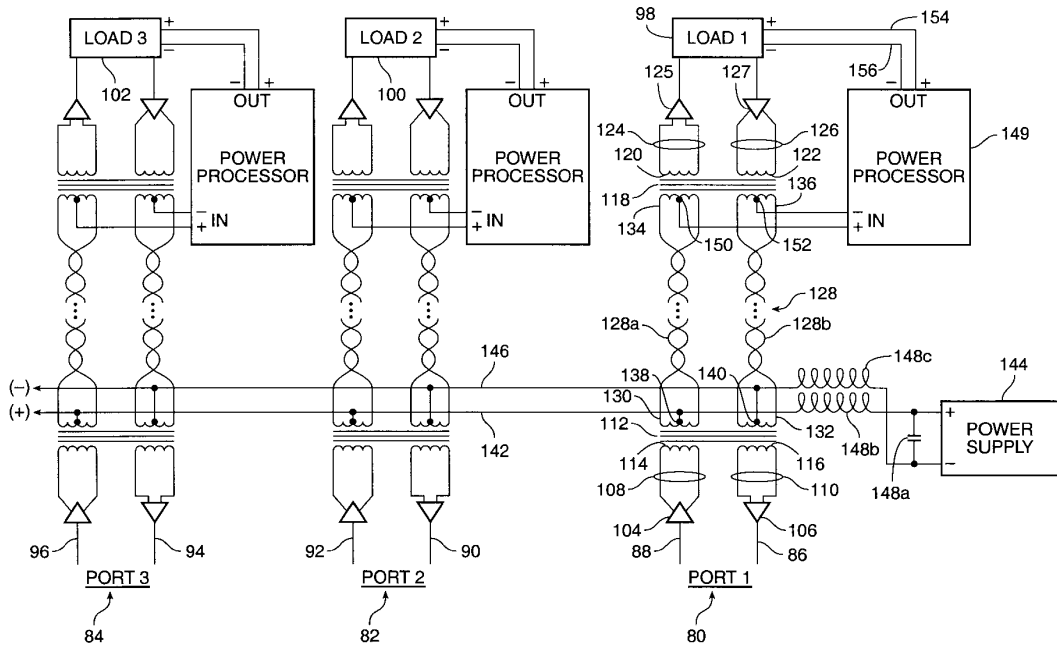 + 154
LOAD 3 LOAD 2 98 LOAD 1
− 156
102 100 125 127
− + − + − +
OUT OUT OUT
124 126 149
POWER PROCESSOR POWER PROCESSOR POWER PROCESSOR
120 122
118 136
− IN − IN − IN
+ + +
134 150 152
128
128a 128b
148c
(−) 146 138 140 144
(+) 130 132 +
142 112 148b POWER SUPPLY
114 116 148a −
108 110
104 106
96 94 92 90 88 86
PORT 3 PORT 2 PORT 1
84 82 80